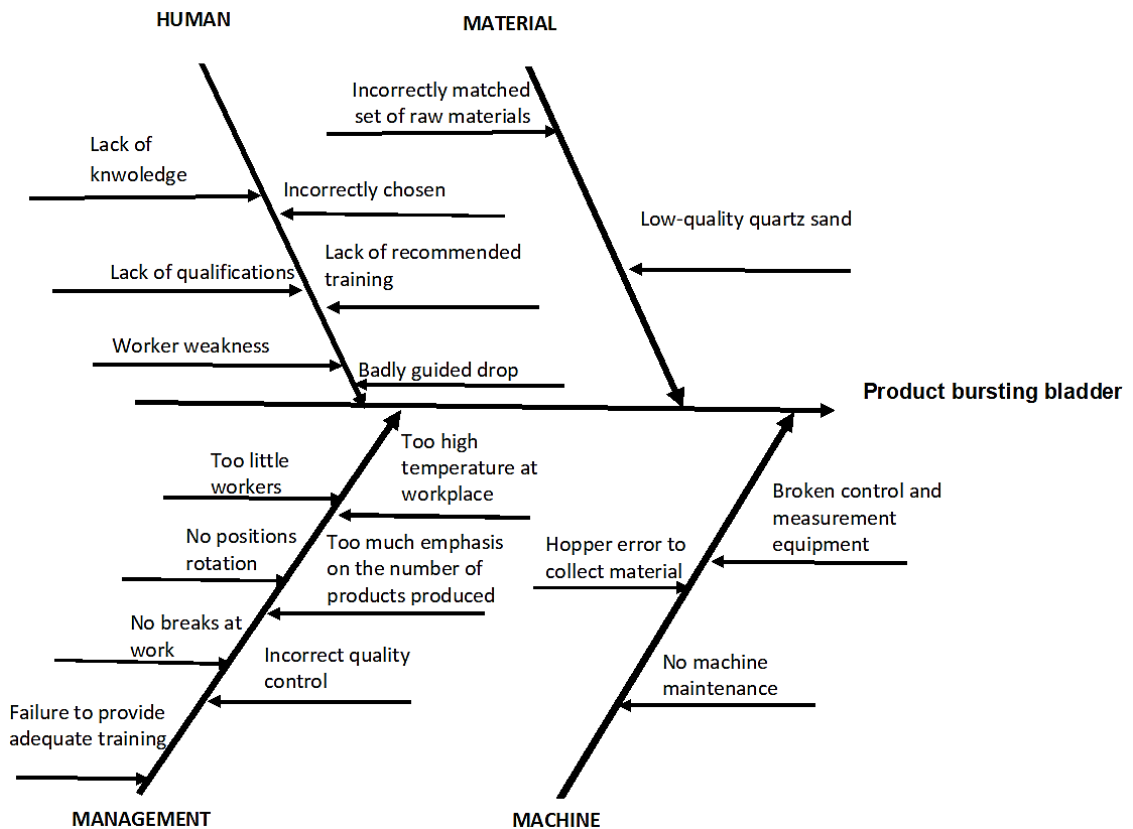 HUMAN
MATERIAL
Incorrectly matched
set of raw materials
Lack of
knwoledge
Incorrectly chosen
Low-quality quartz sand
Lack of recommended
training
Lack of qualifications
Worker weakness
Badly guided drop
Product bursting bladder
Too high
temperature at
workplace
Too little
workers
Broken control and
measurement
equipment
No positions
rotation
Too much emphasis
on the number of
products produced
Hopper error to
collect material
No breaks at
work
Incorrect quality
control
No machine
maintenance
Failure to provide
adequate training
MANAGEMENT
MACHINE